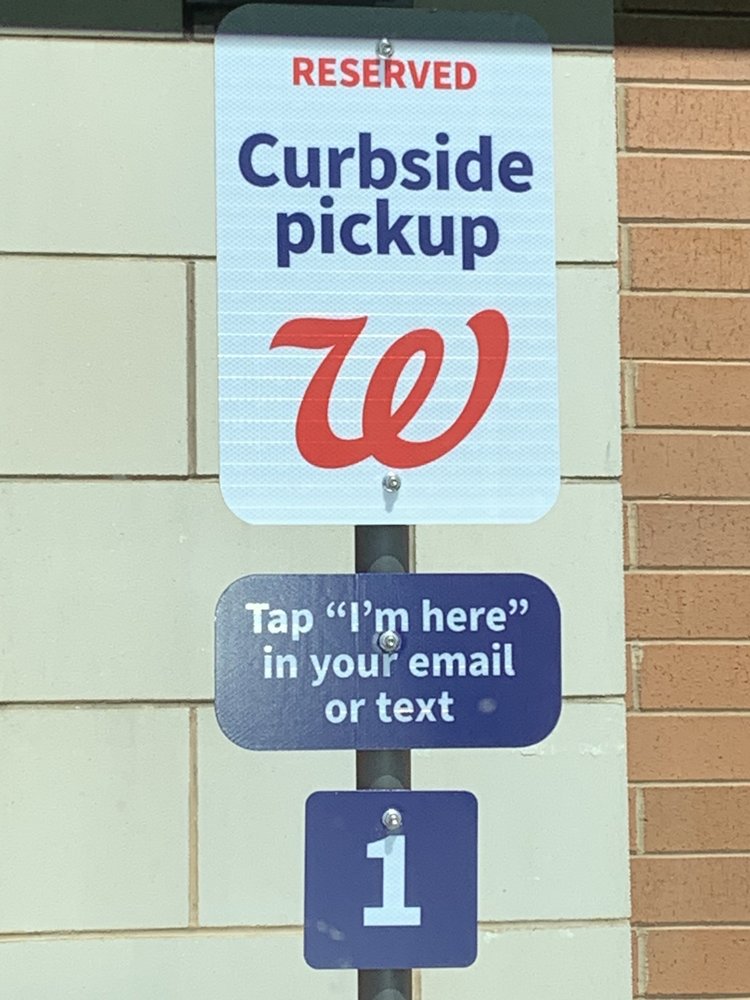 RESERVED
Curbside
pickup
W
Tap “I’m here”
in your email
or text
1